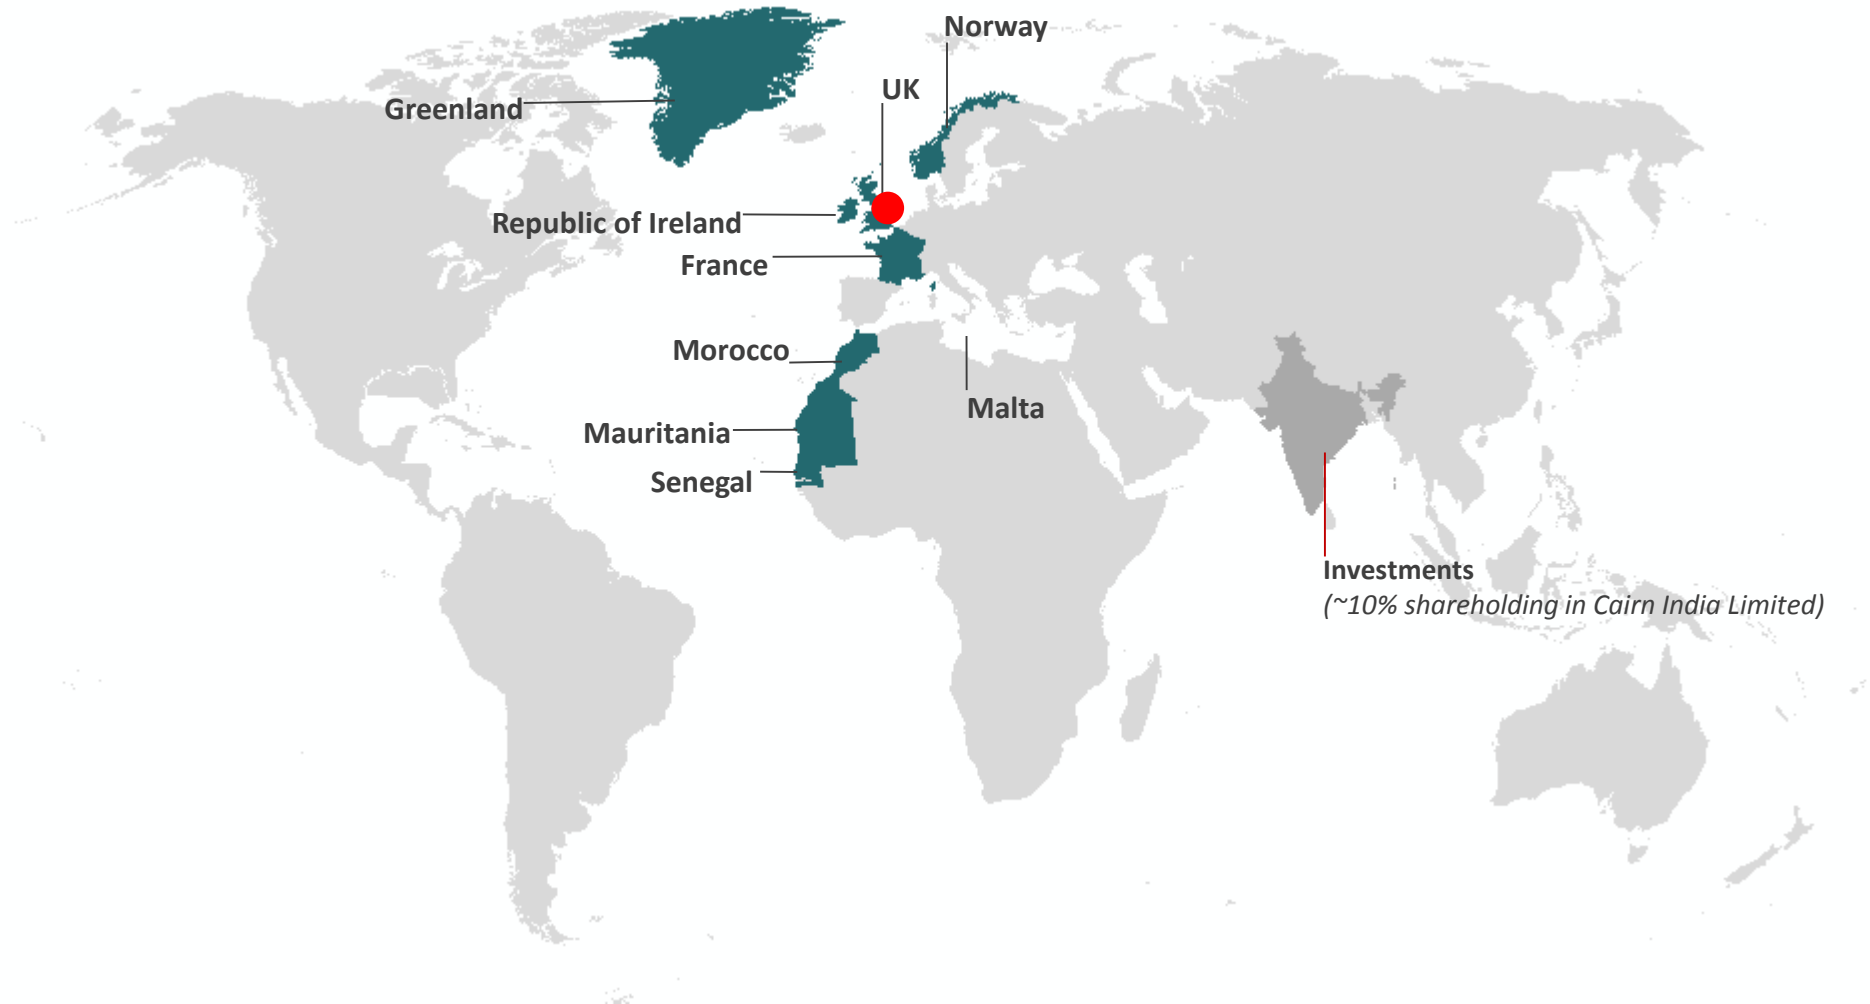 Norway
UK
Greenland
Republic of Ireland
France
Morocco
Malta
Mauritania
Senegal
Investments
(~10% shareholding in Cairn India Limited)